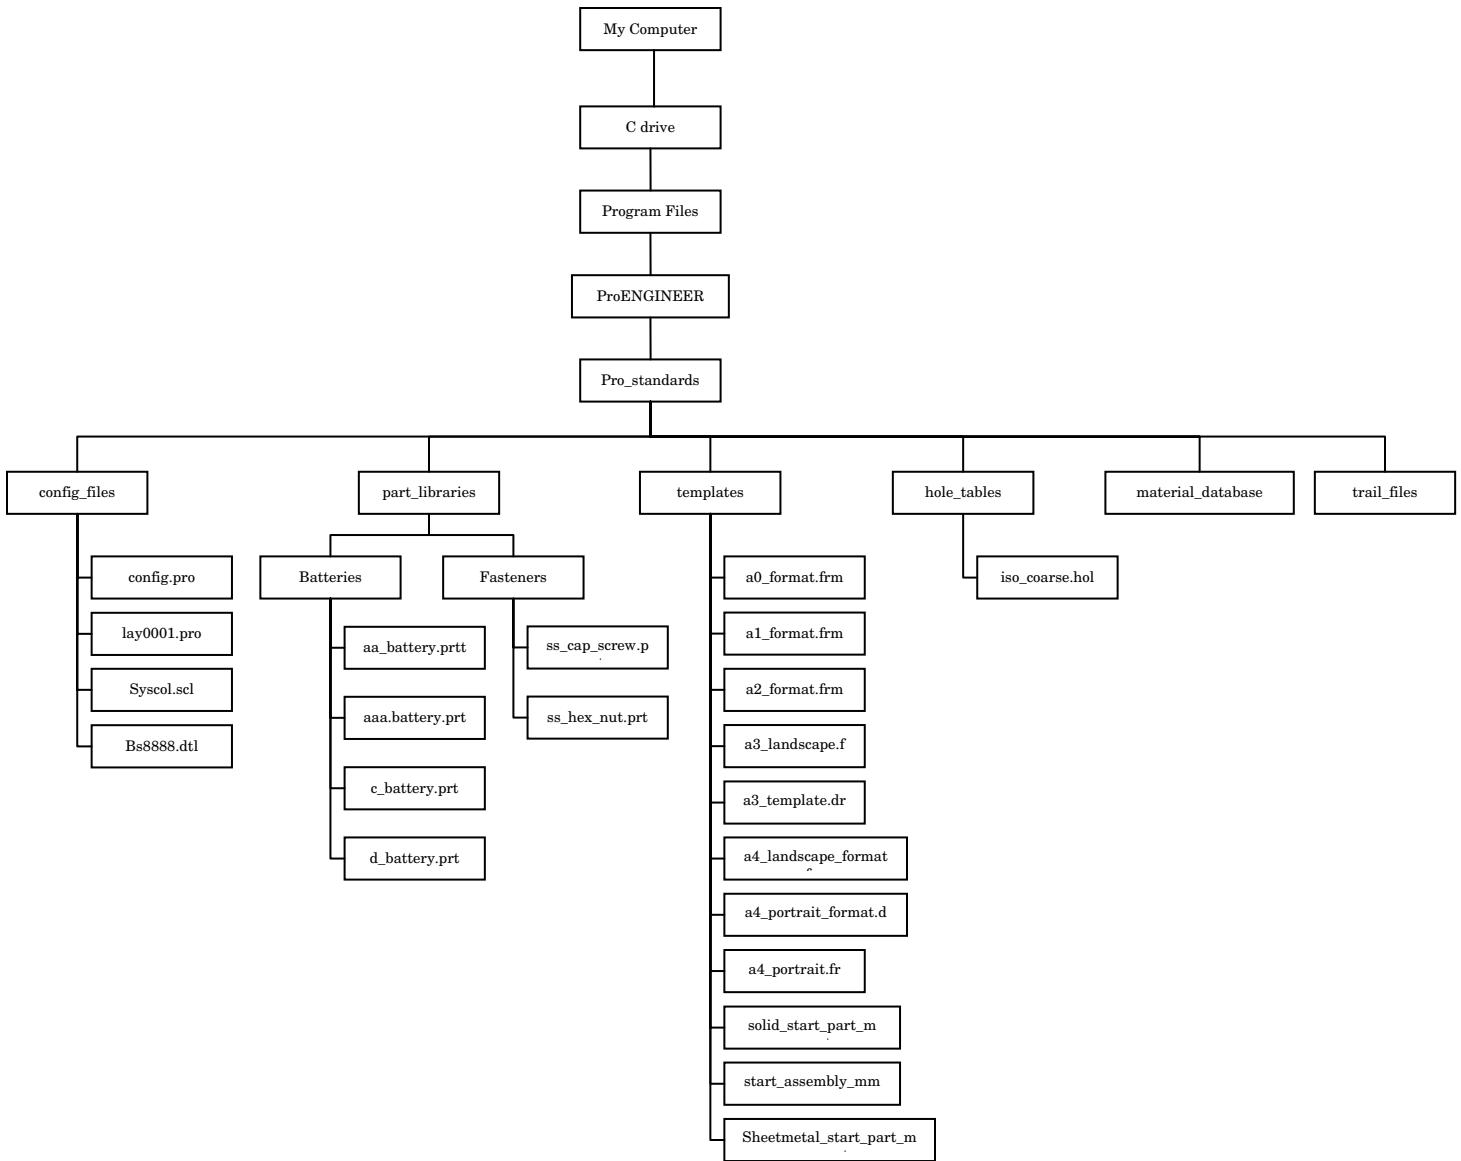 My Computer
C drive
Program Files
ProENGINEER
Pro_standards
config_files
part_libraries
templates
hole_tables
material_database
trail_files
config.pro
lay0001.pro
Syscol.scl
Bs8888.dtl
Batteries
Fasteners
aa_battery.prtt
aaa.battery.prt
c_battery.prt
d_battery.prt
ss_cap_screw.p
ss_hex_nut.prt
a0_format.frm
a1_format.frm
a2_format.frm
a3_landscape.f
a3_template.dr
a4_landscape_format
a4_portrait_format.d
a4_portrait.fr
solid_start_part_m
start_assembly_mm
Sheetmetal_start_part_m
iso_coarse.hol